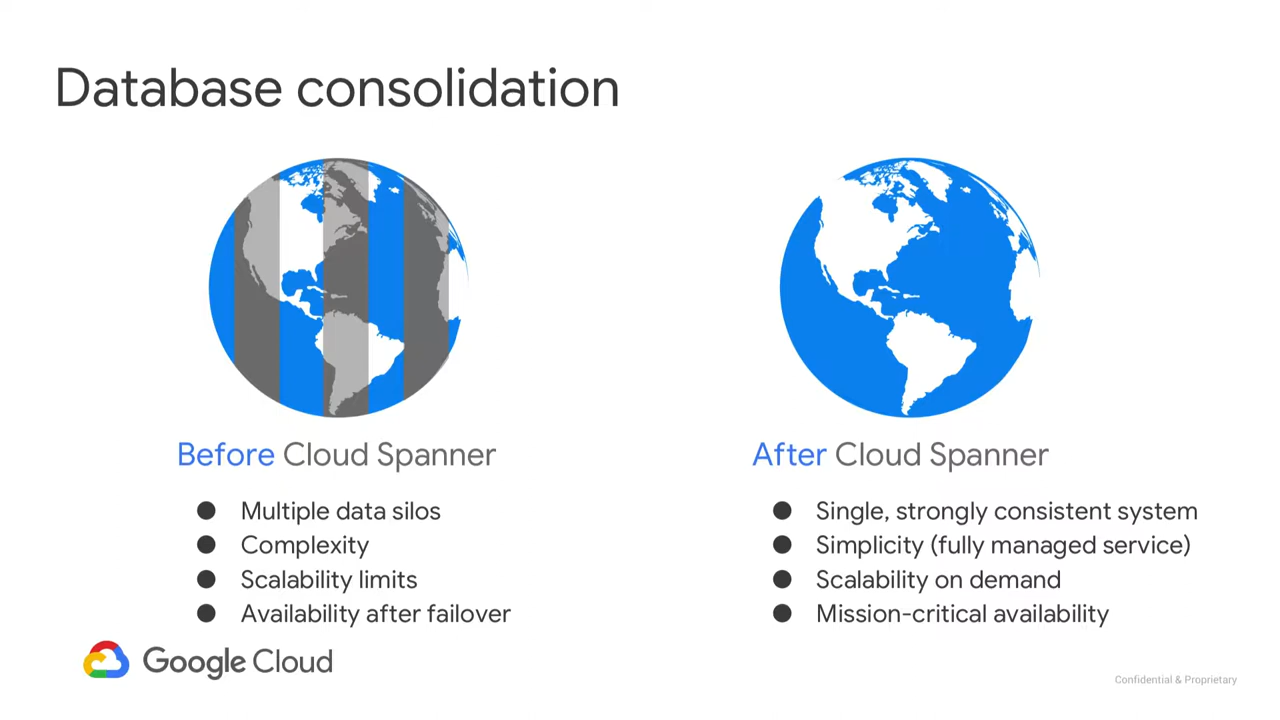 Database consolidation
Before Cloud Spanner
● Multiple data silos
● Complexity
● Scalability limits
● Availability after failover
After Cloud Spanner
● Single, strongly consistent system
● Simplicity (fully managed service)
● Scalability on demand
● Mission-critical availability
Google Cloud
Confidential & Proprietary